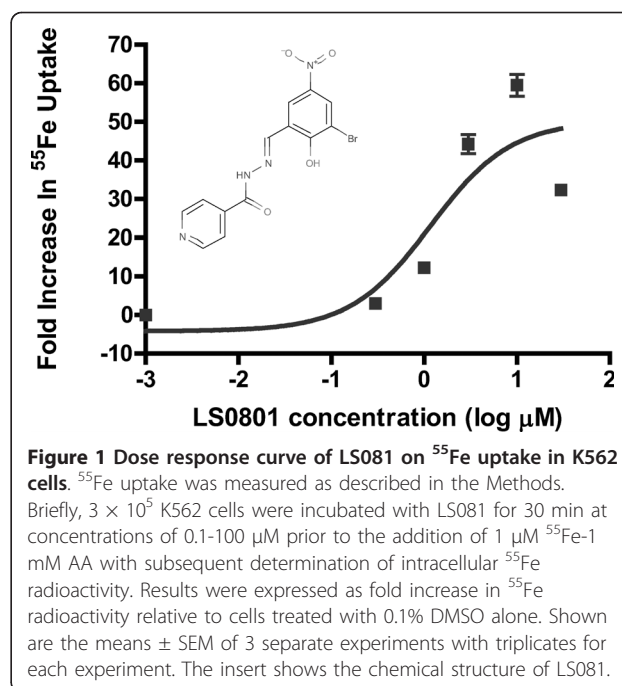 70
60
50
40
30
20
10
0
-10
-3
-2
-1
0
1
2
Fold Increase In ⁵⁵Fe Uptake
LS0801 concentration (log μM)
⁻O
O
N⁺
Br
OH
N
HN
O
N
Figure 1 Dose response curve of LS081 on ⁵⁵Fe uptake in K562
cells. ⁵⁵Fe uptake was measured as described in the Methods.
Briefly, 3 × 10⁵ K562 cells were incubated with LS081 for 30 min at
concentrations of 0.1-100 μM prior to the addition of 1 μM ⁵⁵Fe-1
mM AA with subsequent determination of intracellular ⁵⁵Fe
radioactivity. Results were expressed as fold increase in ⁵⁵Fe
radioactivity relative to cells treated with 0.1% DMSO alone. Shown
are the means ± SEM of 3 separate experiments with triplicates for
each experiment. The insert shows the chemical structure of LS081.